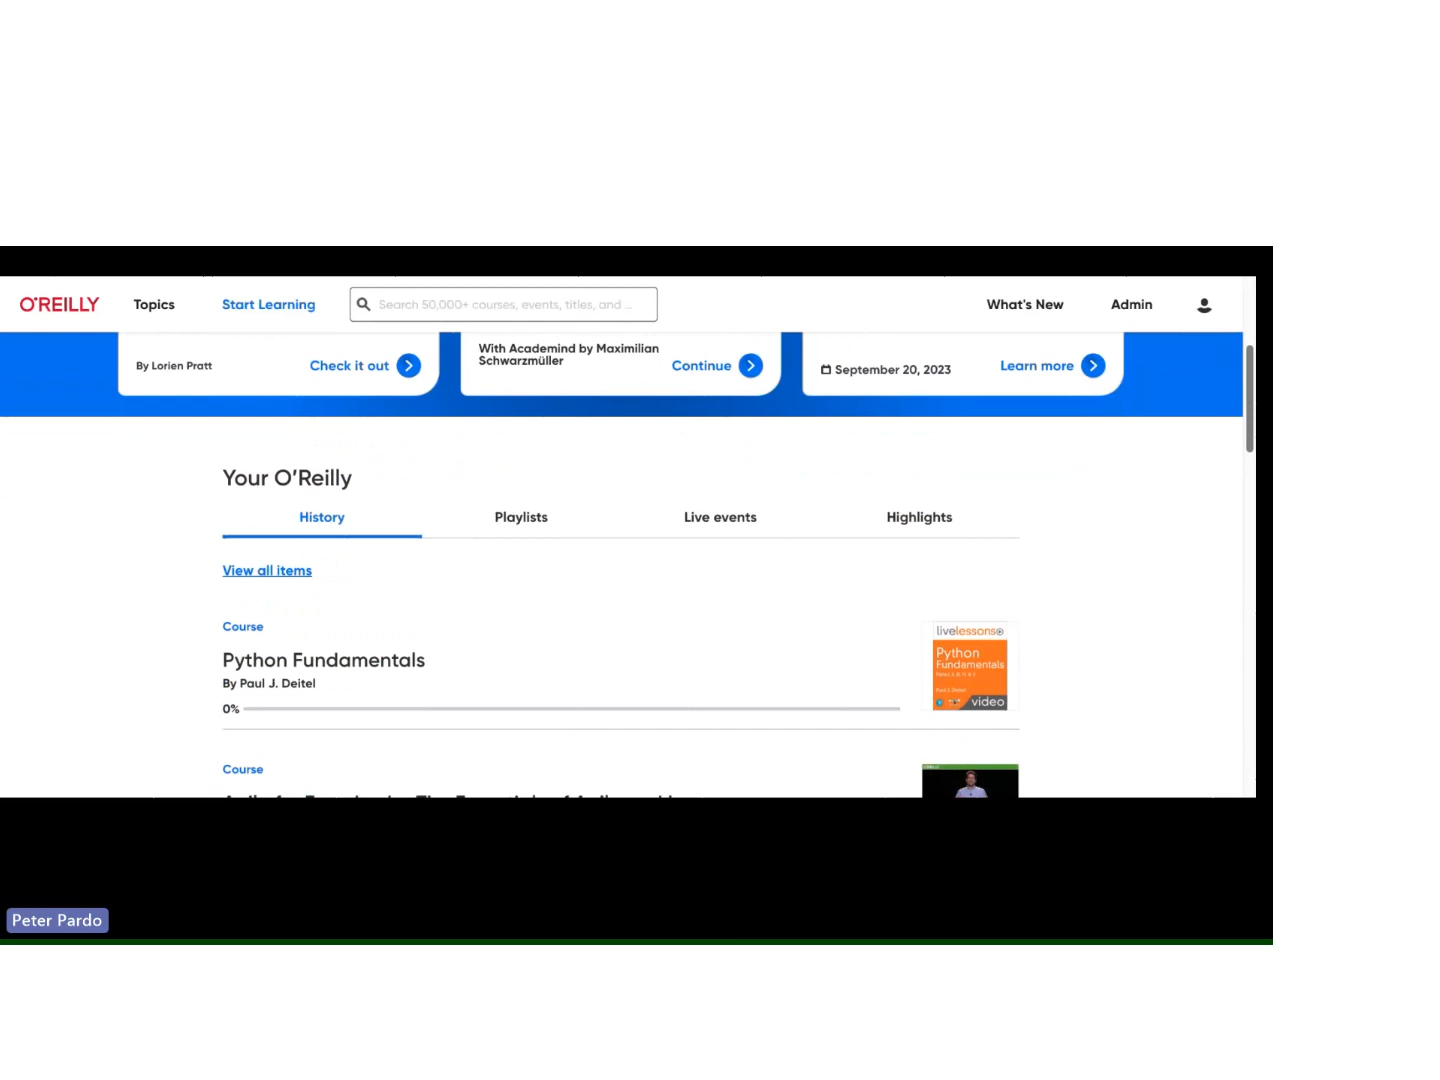 O'REILLY
Topics
Start Learning
Search 50,000+ courses, events, titles, and ...
What's New
Admin
By Lorien Pratt
Check it out
With Academind by Maximilian
Schwarzmüller
Continue
September 20, 2023
Learn more
Your O'Reilly
History
Playlists
Live events
Highlights
View all items
Course
Python Fundamentals
By Paul J. Deitel
0%
livelessons
Python
Fundamentals
Paul J. Deitel
video
Course
Peter Pardo